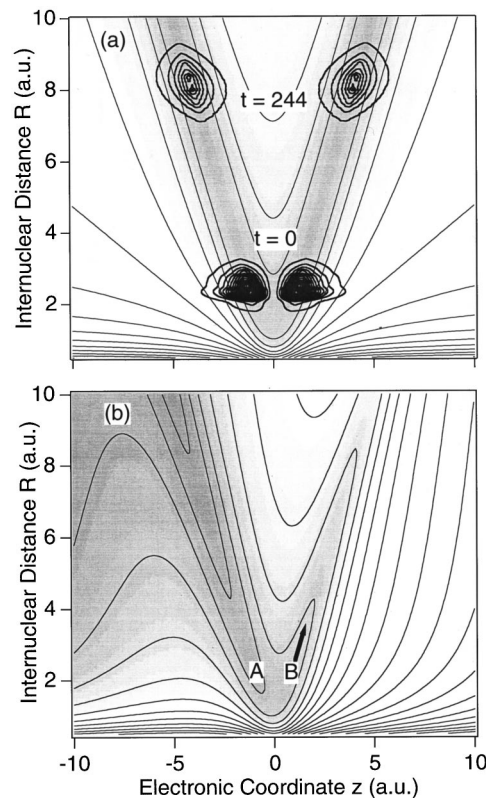 (a)
10
8
6
4
2
t = 244
t = 0
Internuclear Distance R (a.u.)
(b)
10
8
6
4
2
A
B
Internuclear Distance R (a.u.)
-10
-5
0
5
10
Electronic Coordinate z (a.u.)